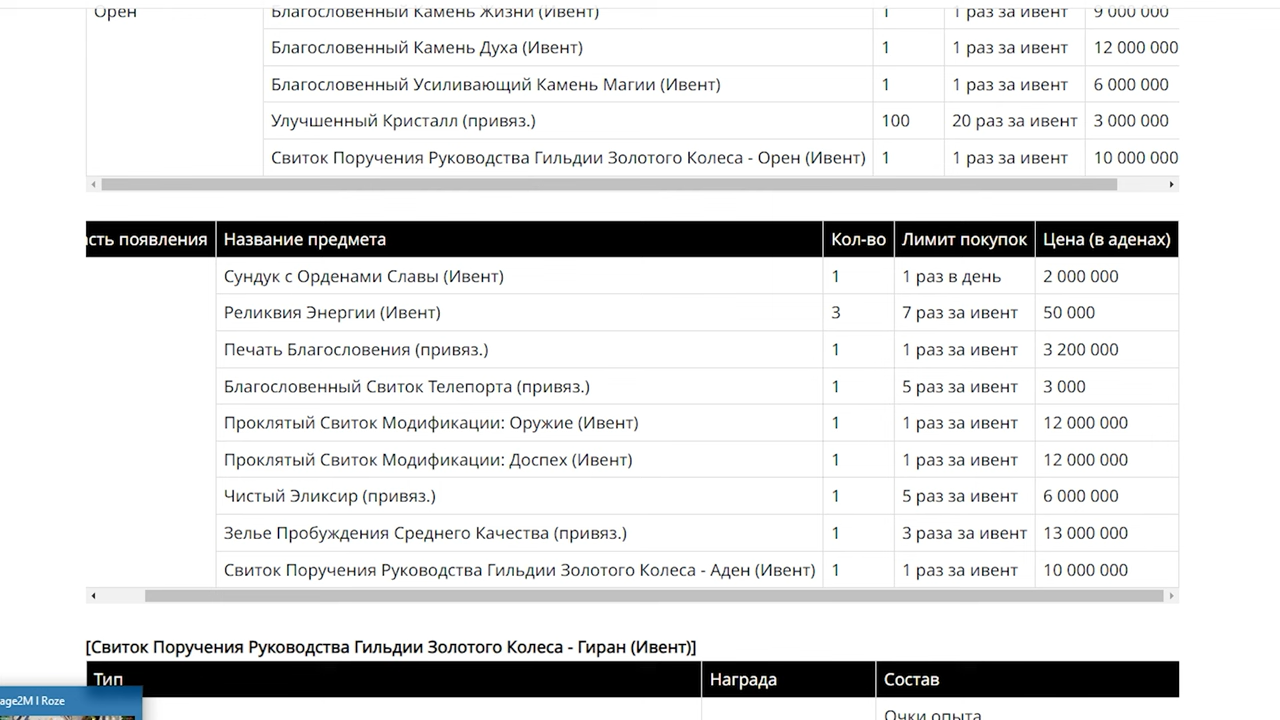 Орен
Благословенный Камень Жизни (Ивент) 1 1 раз за ивент 9 000 000
Благословенный Камень Духа (Ивент) 1 1 раз за ивент 12 000 000
Благословенный Усиливающий Камень Магии (Ивент) 1 1 раз за ивент 6 000 000
Улучшенный Кристалл (привяз.) 100 20 раз за ивент 3 000 000
Свиток Поручения Руководства Гильдии Золотого Колеса - Орен (Ивент) 1 1 раз за ивент 10 000 000
асть появления Название предмета Кол-во Лимит покупок Цена (в аденах)
Сундук с Орденами Славы (Ивент) 1 1 раз в день 2 000 000
Реликвия Энергии (Ивент) 3 7 раз за ивент 50 000
Печать Благословения (привяз.) 1 1 раз за ивент 3 200 000
Благословенный Свиток Телепорта (привяз.) 1 5 раз за ивент 3 000
Проклятый Свиток Модификации: Оружие (Ивент) 1 1 раз за ивент 12 000 000
Проклятый Свиток Модификации: Доспех (Ивент) 1 1 раз за ивент 12 000 000
Чистый Эликсир (привяз.) 1 5 раз за ивент 6 000 000
Зелье Пробуждения Среднего Качества (привяз.) 1 3 раза за ивент 13 000 000
Свиток Поручения Руководства Гильдии Золотого Колеса - Аден (Ивент) 1 1 раз за ивент 10 000 000
[Свиток Поручения Руководства Гильдии Золотого Колеса - Гиран (Ивент)]
Тип Награда Состав
age2M l Roze
Очки опыта